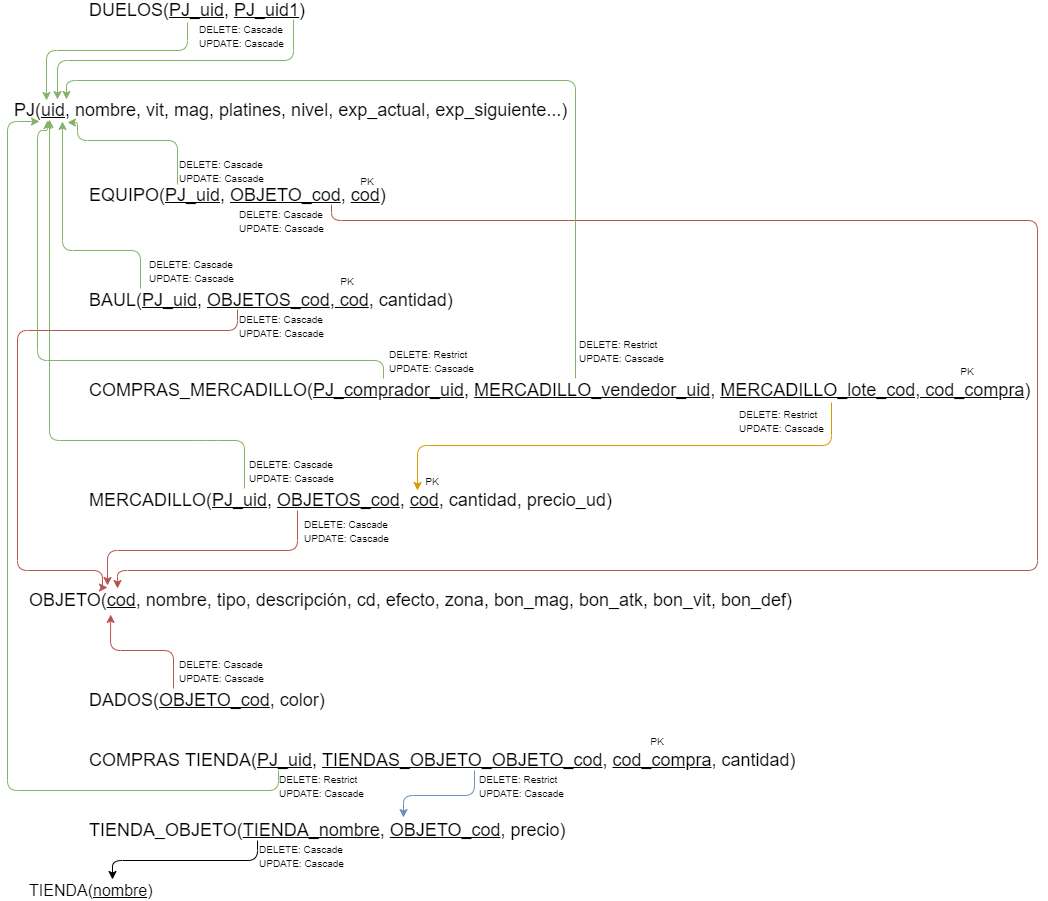 DUELOS(PJ_uid, PJ_uid1)
DELETE: Cascade
UPDATE: Cascade
PJ(uid, nombre, vit, mag, platines, nivel, exp_actual, exp_siguiente...)
DELETE: Cascade
UPDATE: Cascade
PK
EQUIPO(PJ_uid, OBJETO_cod, cod)
DELETE: Cascade
UPDATE: Cascade
DELETE: Cascade
UPDATE: Cascade
PK
BAUL(PJ_uid, OBJETOS_cod, cod, cantidad)
DELETE: Cascade
UPDATE: Cascade
DELETE: Restrict
UPDATE: Cascade
DELETE: Restrict
UPDATE: Cascade
PK
COMPRAS_MERCADILLO(PJ_comprador_uid, MERCADILLO_vendedor_uid, MERCADILLO_lote_cod, cod_compra)
DELETE: Restrict
UPDATE: Cascade
DELETE: Cascade
UPDATE: Cascade
PK
MERCADILLO(PJ_uid, OBJETOS_cod, cod, cantidad, precio_ud)
DELETE: Cascade
UPDATE: Cascade
OBJETO(cod, nombre, tipo, descripción, cd, efecto, zona, bon_mag, bon_atk, bon_vit, bon_def)
DELETE: Cascade
UPDATE: Cascade
DADOS(OBJETO_cod, color)
PK
COMPRAS TIENDA(PJ_uid, TIENDAS_OBJETO_OBJETO_cod, cod_compra, cantidad)
DELETE: Restrict
UPDATE: Cascade
DELETE: Restrict
UPDATE: Cascade
TIENDA_OBJETO(TIENDA_nombre, OBJETO_cod, precio)
DELETE: Cascade
UPDATE: Cascade
TIENDA(nombre)